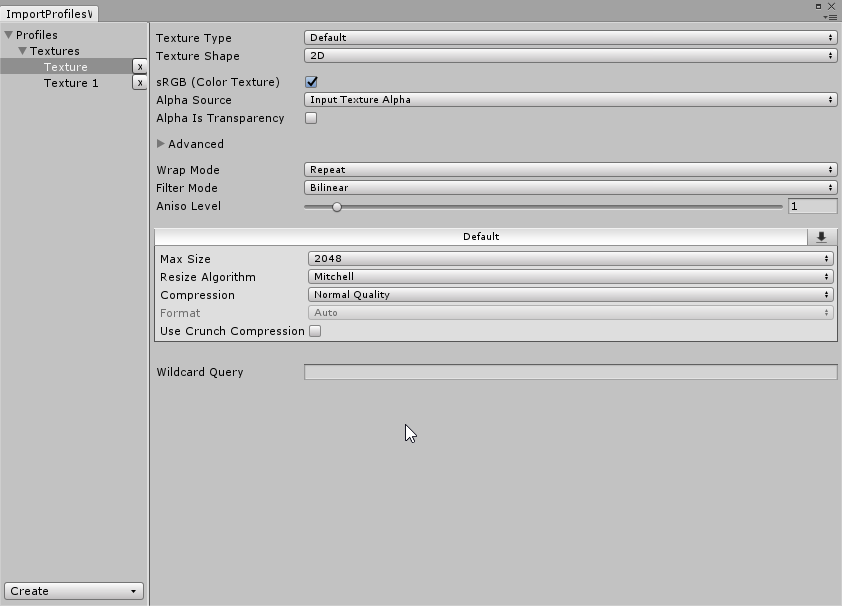 ImportProfilesW
Profiles
Textures
Texture x
Texture 1 x
Create
Texture Type Default
Texture Shape 2D
sRGB (Color Texture)
Alpha Source Input Texture Alpha
Alpha Is Transparency
Advanced
Wrap Mode Repeat
Filter Mode Bilinear
Aniso Level 1
Default
Max Size 2048
Resize Algorithm Mitchell
Compression Normal Quality
Format Auto
Use Crunch Compression
Wildcard Query